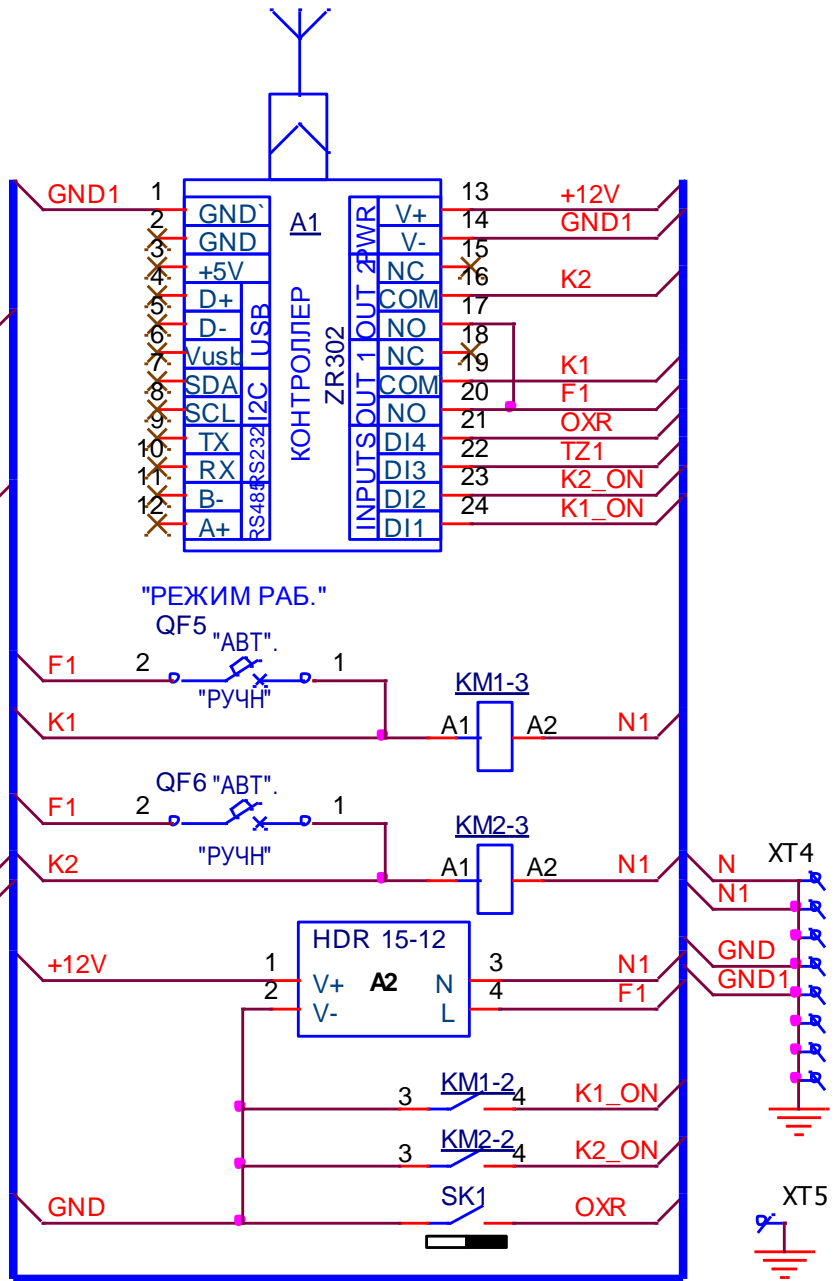 GND1 1 GND` A1 PWR V+ 13 +12V
2 GND V- 14 GND1
3 +5V OUT 2 NC 15
4 D+ USB COM 16 K2
5 D- NO 17
6 Vusb OUT 1 NC 18
7 SDA I2C COM 19 K1
8 SCL NO 20 F1
9 TX RS232 INPUTS DI4 21 OXR
10 RX DI3 22 TZ1
11 B- RS485 DI2 23 K2_ON
12 A+ DI1 24 K1_ON
КОНТРОЛЛЕР
ZR302
"РЕЖИМ РАБ."
QF5 "АВТ".
F1 2 1
"РУЧН"
KM1-3
K1 A1 A2 N1
QF6 "АВТ".
F1 2 1
"РУЧН"
KM2-3
K2 A1 A2 N1
N XT4
N1
HDR 15-12
+12V 1 V+ A2 N 3 N1
2 V- L 4 F1
GND
GND1
KM1-2
3 4 K1_ON
KM2-2
3 4 K2_ON
GND SK1 OXR
XT5